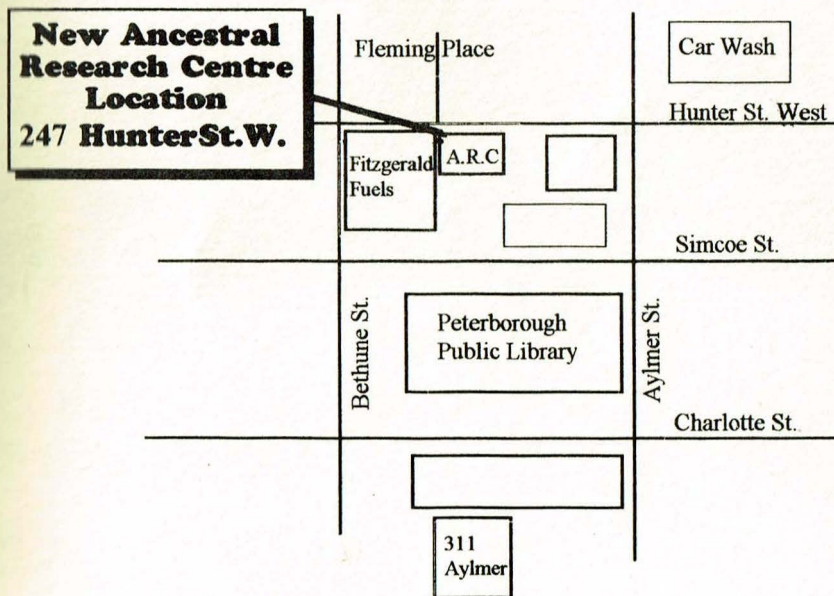 New Ancestral
Research Centre
Location
247 HunterSt.W.
Fleming Place
Car Wash
Hunter St. West
Fitzgerald
Fuels
A.R.C
Simcoe St.
Bethune St.
Peterborough
Public Library
Aylmer St.
Charlotte St.
311
Aylmer